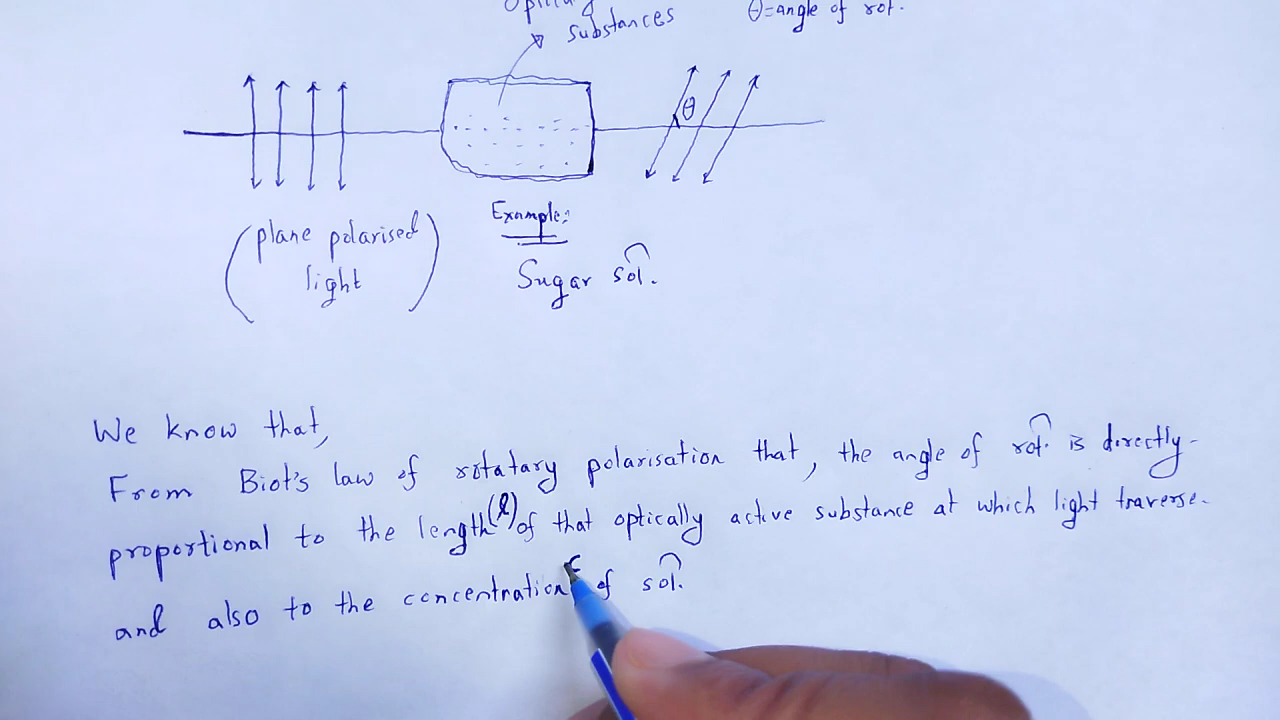 substances
θ=angle of rot.
θ
(plane polarised
light)
Example:
Sugar sol.
We know that,
From Biot's law of rotatary polarisation that, the angle of rot. is directly-
proportional to the length(l) of that optically active substance at which light traverse.
and also to the concentration of sol.